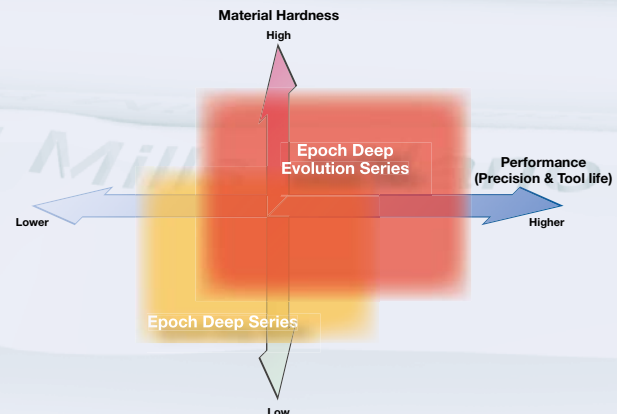 Material Hardness
High
Epoch Deep
Evolution Series
Performance
(Precision & Tool life)
Lower
Higher
Epoch Deep Series
Low